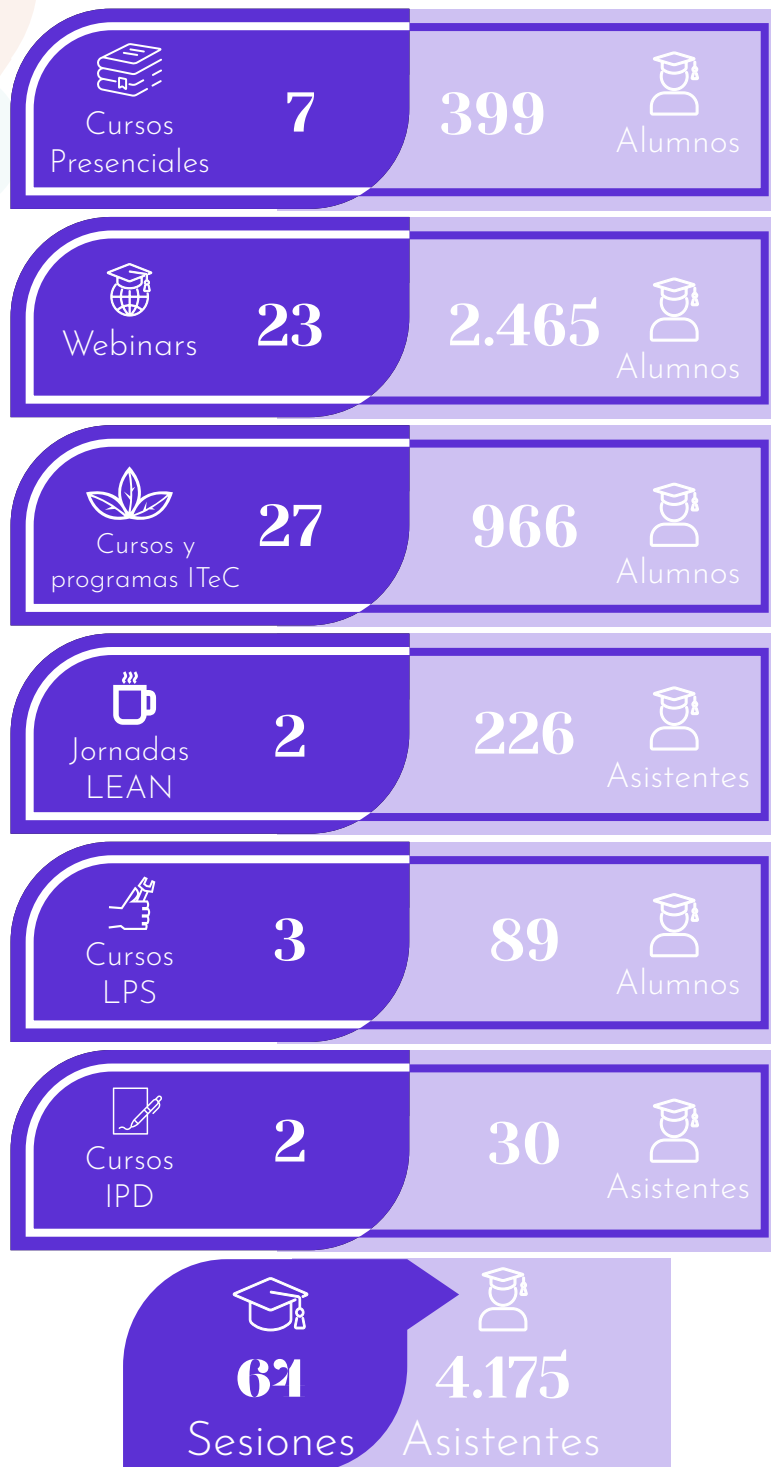 Cursos
Presenciales
7
399
Alumnos
Webinars
23
2.465
Alumnos
Cursos y
programas ITeC
27
966
Alumnos
Jornadas
LEAN
2
226
Asistentes
Cursos
LPS
3
89
Alumnos
Cursos
IPD
2
30
Asistentes
64
Sesiones
4.175
Asistentes